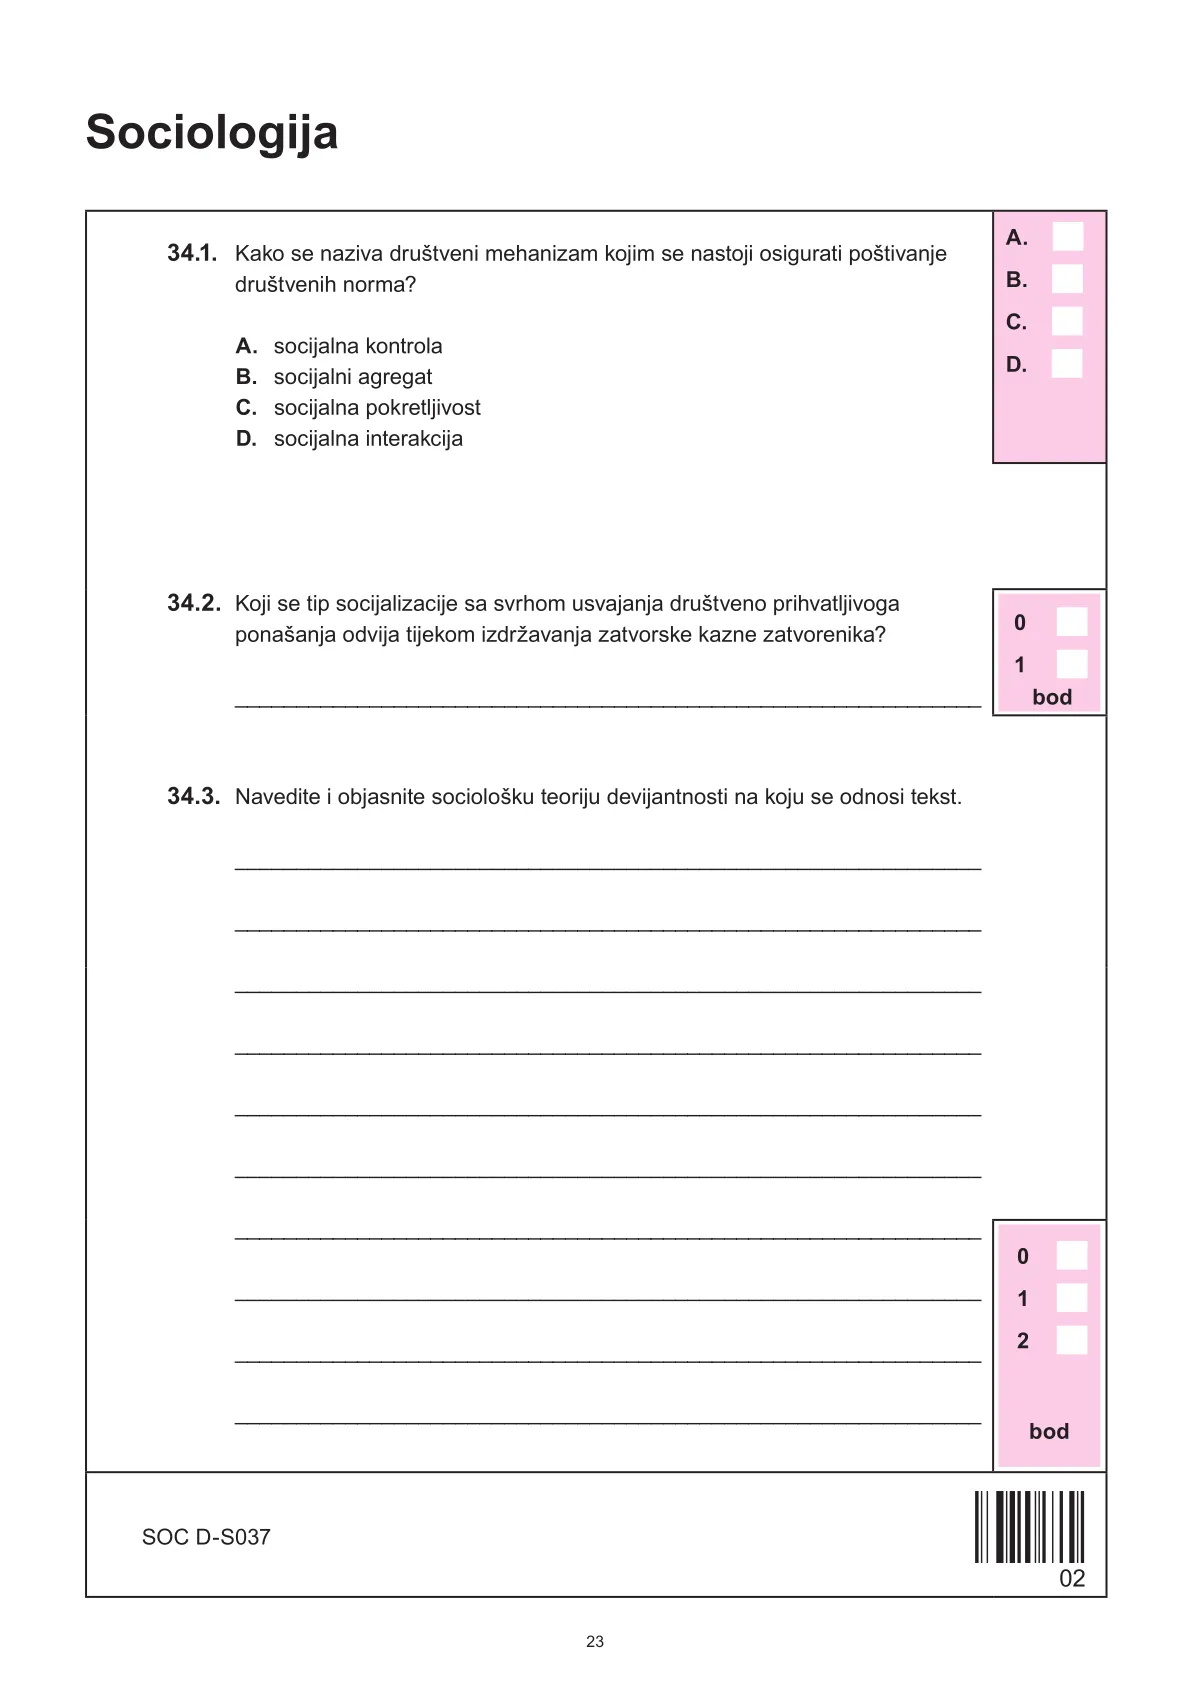 Sociologija
34.1. Kako se naziva društveni mehanizam kojim se nastoji osigurati poštivanje
društvenih norma?
A. socijalna kontrola
B. socijalni agregat
C. socijalna pokretljivost
D. socijalna interakcija
A.
B.
C.
D.
34.2. Koji se tip socijalizacije sa svrhom usvajanja društveno prihvatljivoga
ponašanja odvija tijekom izdržavanja zatvorske kazne zatvorenika?
0
1
bod
34.3. Navedite i objasnite sociološku teoriju devijantnosti na koju se odnosi tekst.
0
1
2
bod
SOC D-S037
02
23